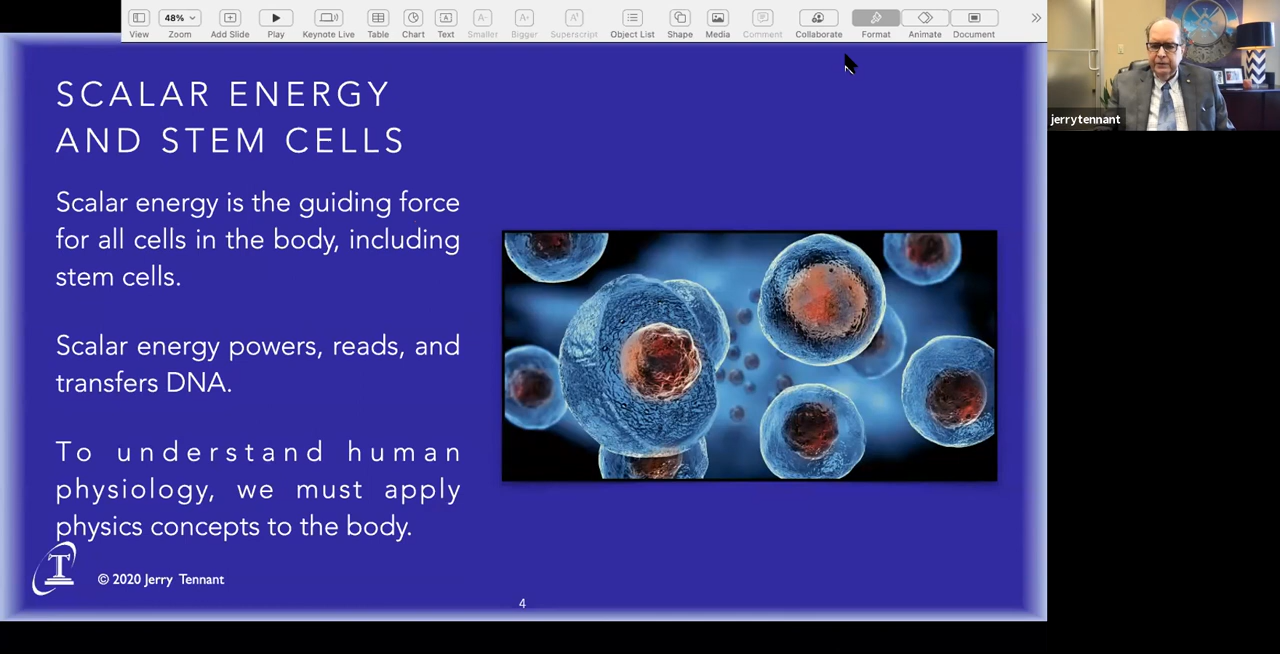 48%
View
Zoom
Add Slide
Play
Keynote Live
Table
Chart
Text
Smaller
Bigger
Superscript
Object List
Shape
Media
Comment
Collaborate
Format
Animate
Document
jerrytennant
SCALAR ENERGY
AND STEM CELLS
Scalar energy is the guiding force
for all cells in the body, including
stem cells.
Scalar energy powers, reads, and
transfers DNA.
To understand human
physiology, we must apply
physics concepts to the body.
T
© 2020 Jerry Tennant
4